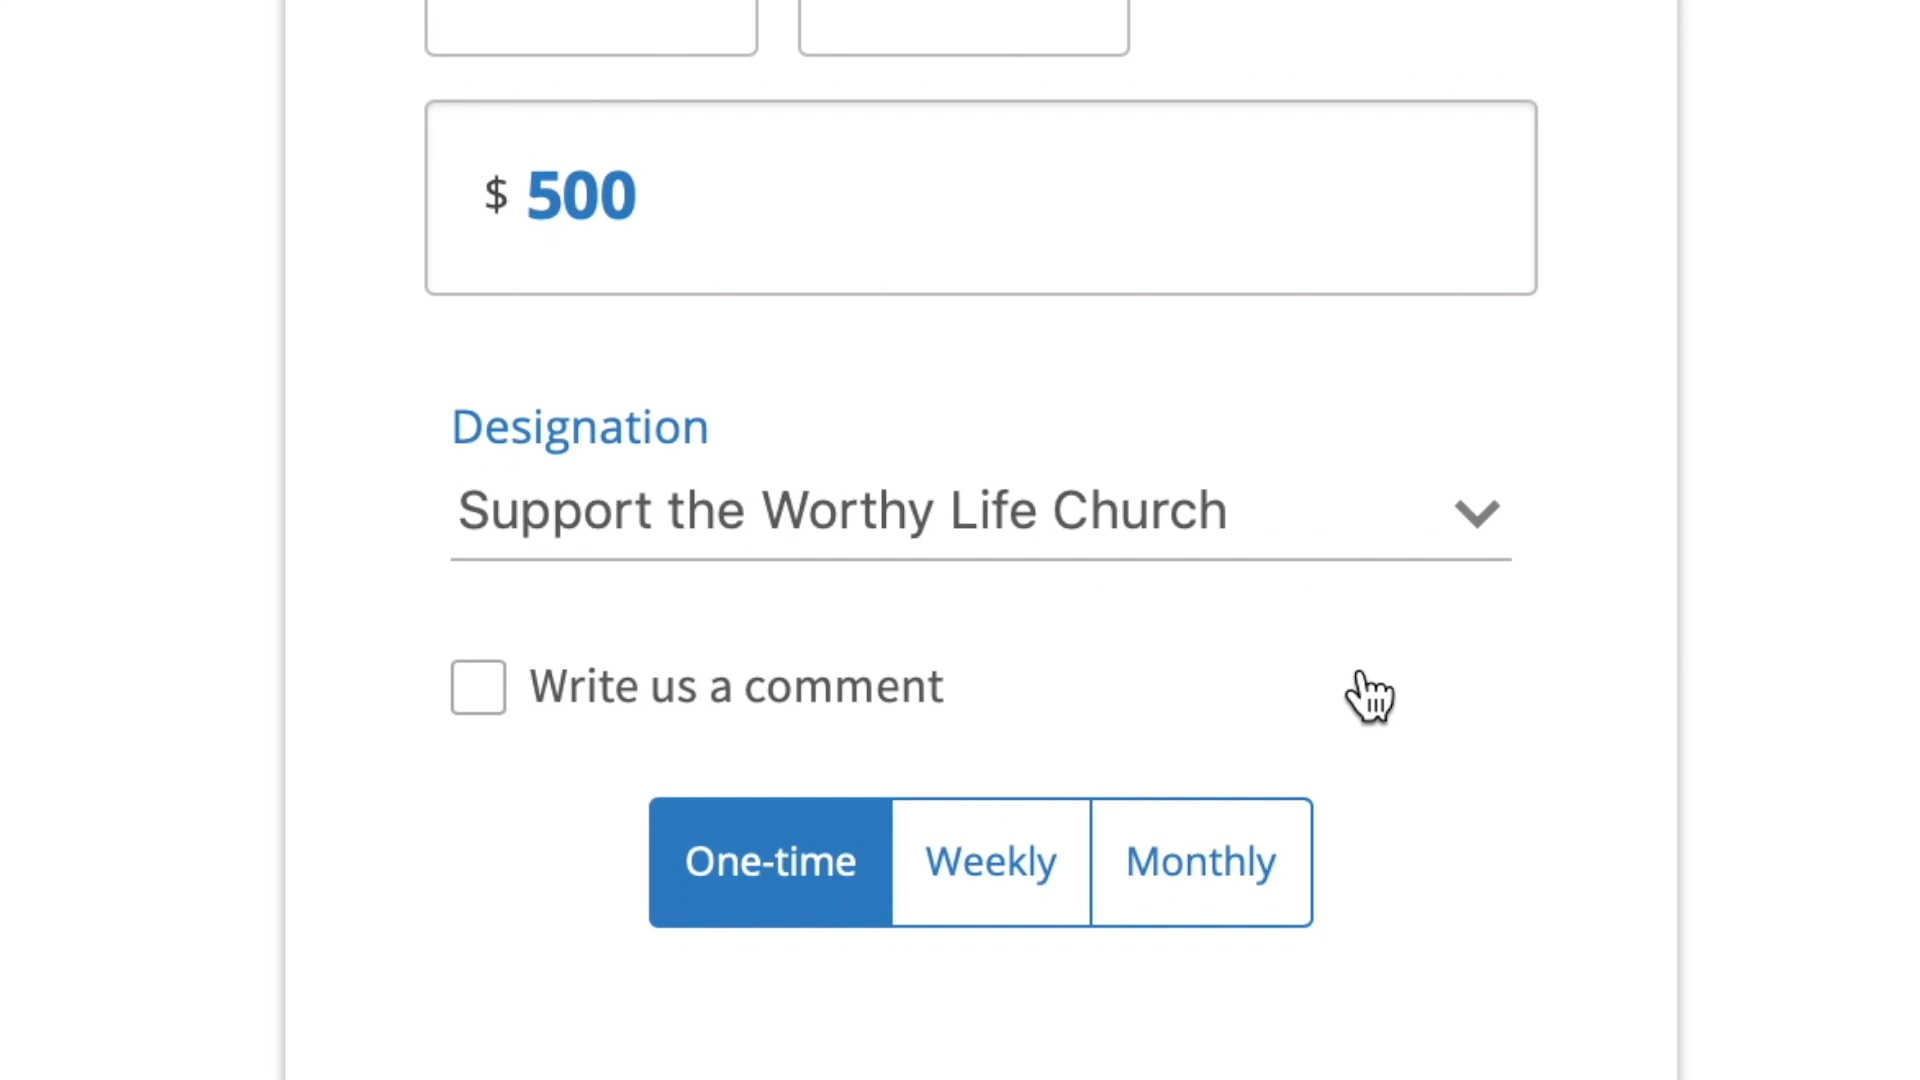 $ 500
Designation
Support the Worthy Life Church
Write us a comment
One-time
Weekly
Monthly